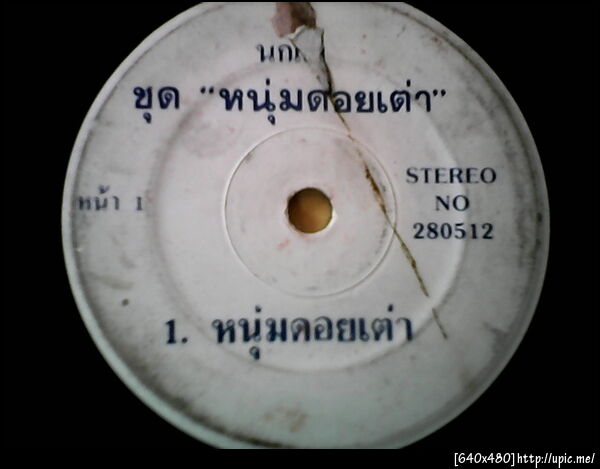 ชุด “หนุ่มดอยเต่า”
หน้า 1
STEREO
NO
280512
1. หนุ่มดอยเต่า
[640x480]http://upic.me/